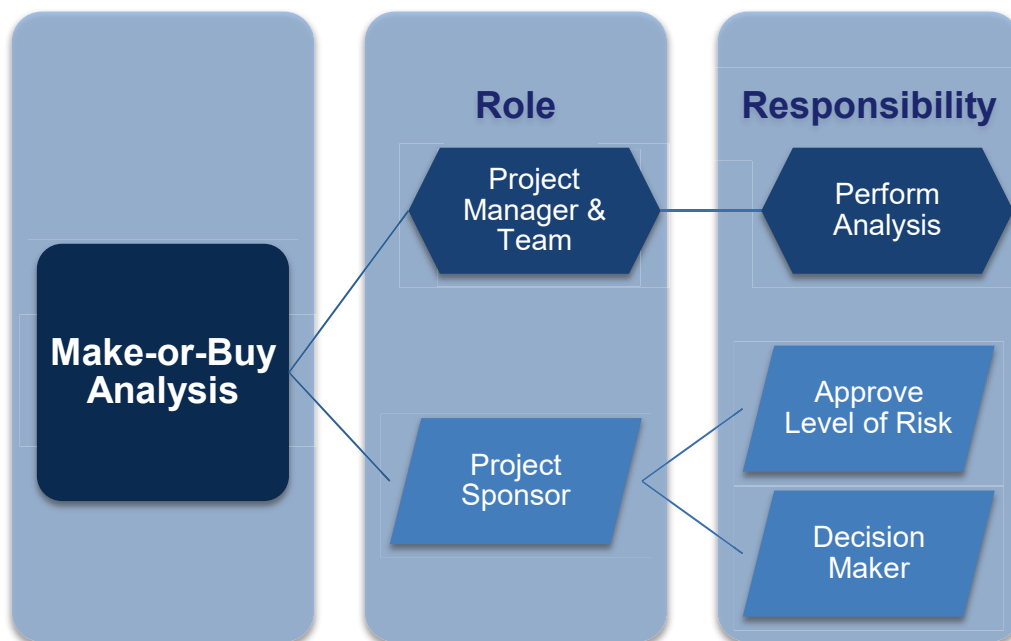 Role
Responsibility
Project
Manager &
Team
Perform
Analysis
Make-or-Buy
Analysis
Project
Sponsor
Approve
Level of Risk
Decision
Maker